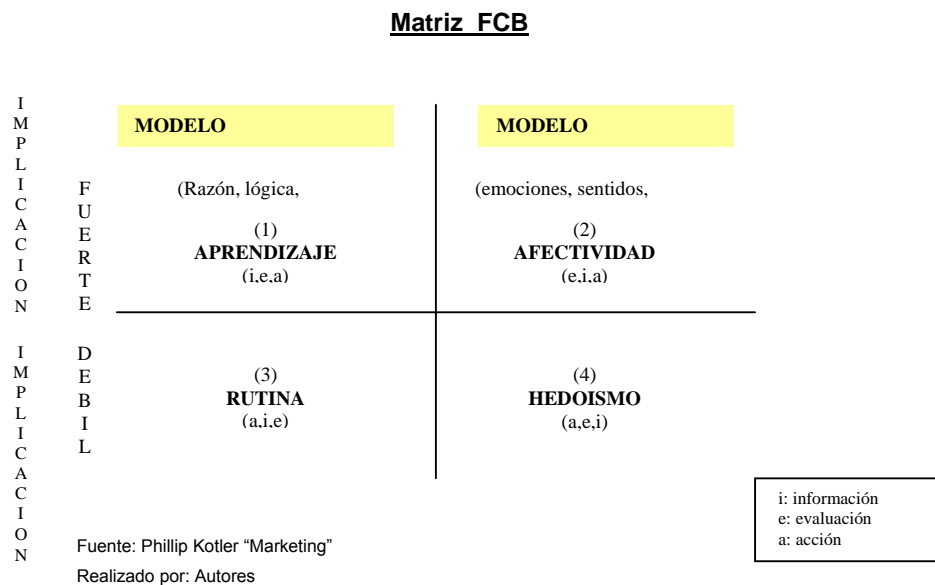 Matriz FCB
IMPLICACION
FUERTE
MODELO
(Razón, lógica,
(1)
APRENDIZAJE
(i,e,a)
MODELO
(emociones, sentidos,
(2)
AFECTIVIDAD
(e,i,a)
IMPLICACION
DEBIL
(3)
RUTINA
(a,i,e)
(4)
HEDOISMO
(a,e,i)
i: información
e: evaluación
a: acción
Fuente: Phillip Kotler “Marketing”
Realizado por: Autores